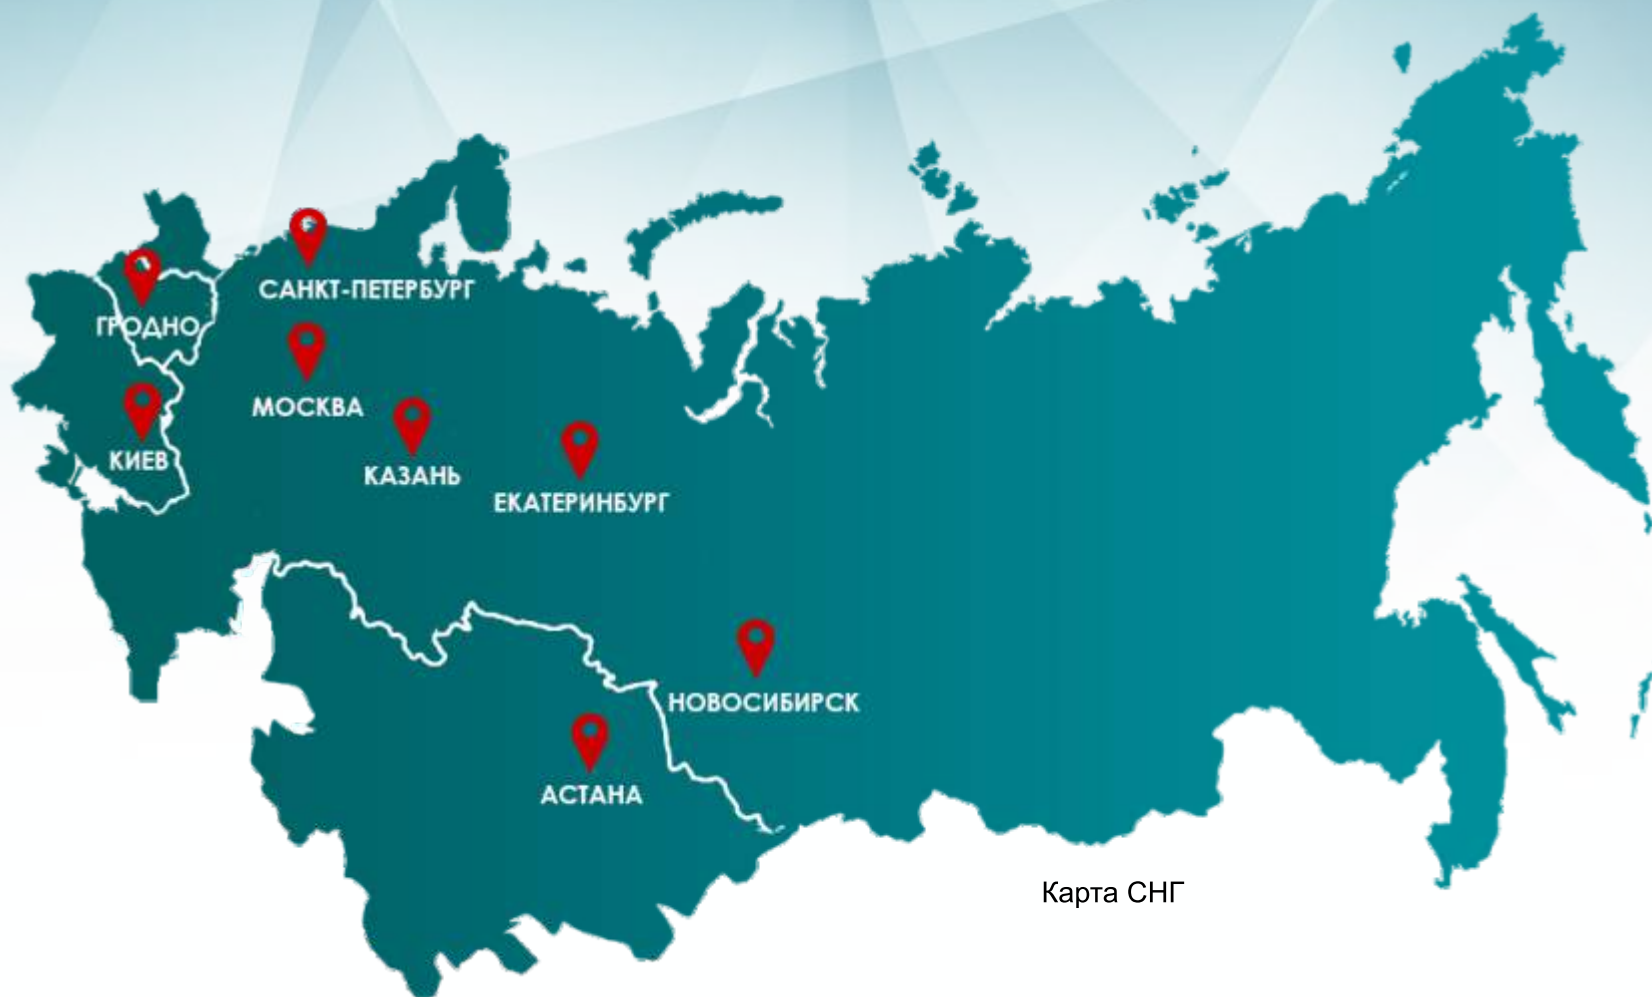 САНКТ-ПЕТЕРБУРГ
ГРОДНО
МОСКВА
КИЕВ
КАЗАНЬ
ЕКАТЕРИНБУРГ
НОВОСИБИРСК
АСТАНА
Карта СНГ